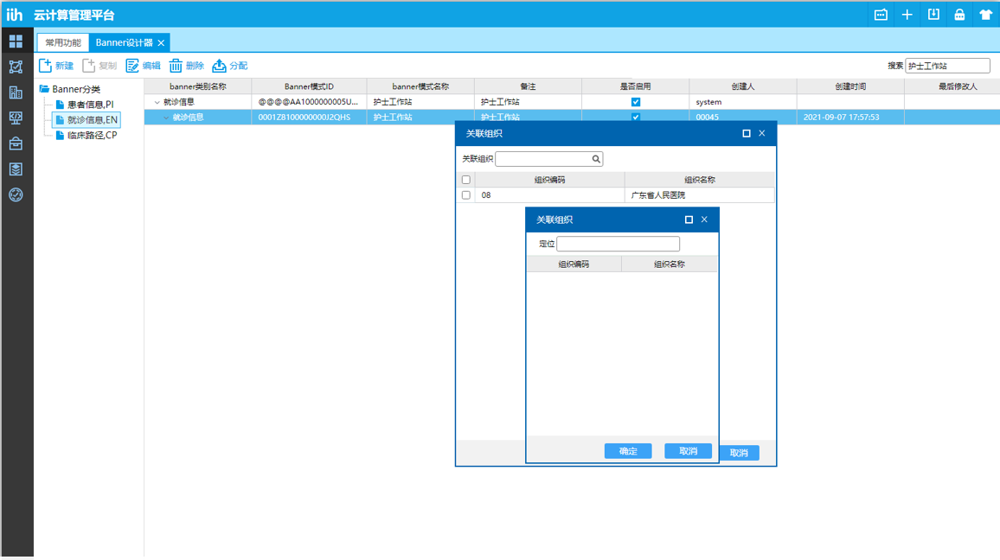 iih 云计算管理平台
常用功能 Banner设计器
新建 复制 编辑 删除 分配 搜索 护士工作站
Banner分类
患者信息,PI
就诊信息,EN
临床路径,CP
banner类别名称 Banner模式ID banner模式名称 备注 是否启用 创建人 创建时间 最后修改人
就诊信息 @@@@AA1000000005U... 护士工作站 护士工作站 system
就诊信息 0001Z8100000000J2QHS 护士工作站 护士工作站 00045 2021-09-07 17:57:53
关联组织
关联组织
组织编码 组织名称
08 广东省人民医院
关联组织
定位
组织编码 组织名称
确定 取消
取消